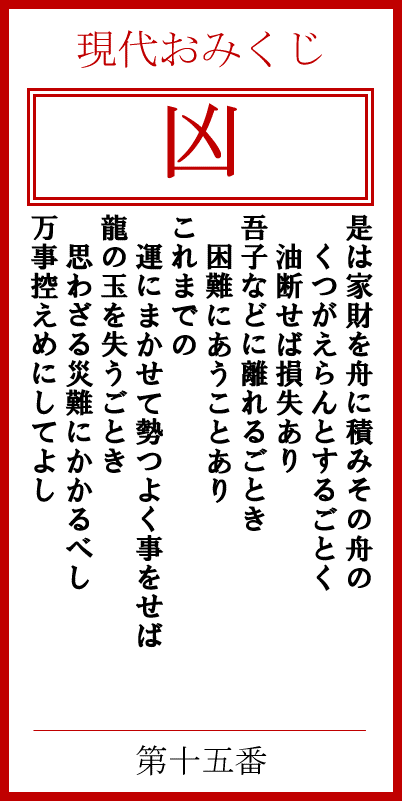 現代おみくじ
凶
是は家財を舟に積みその舟の
くつがえらんとするごとく
油断せば損失あり
吾子などに離れるごとき
困難にあうことあり
これまでの
運にまかせて勢つよく事をせば
龍の玉を失うごとき
思わざる災難にかかるべし
万事控えめにしてよし
第十五番